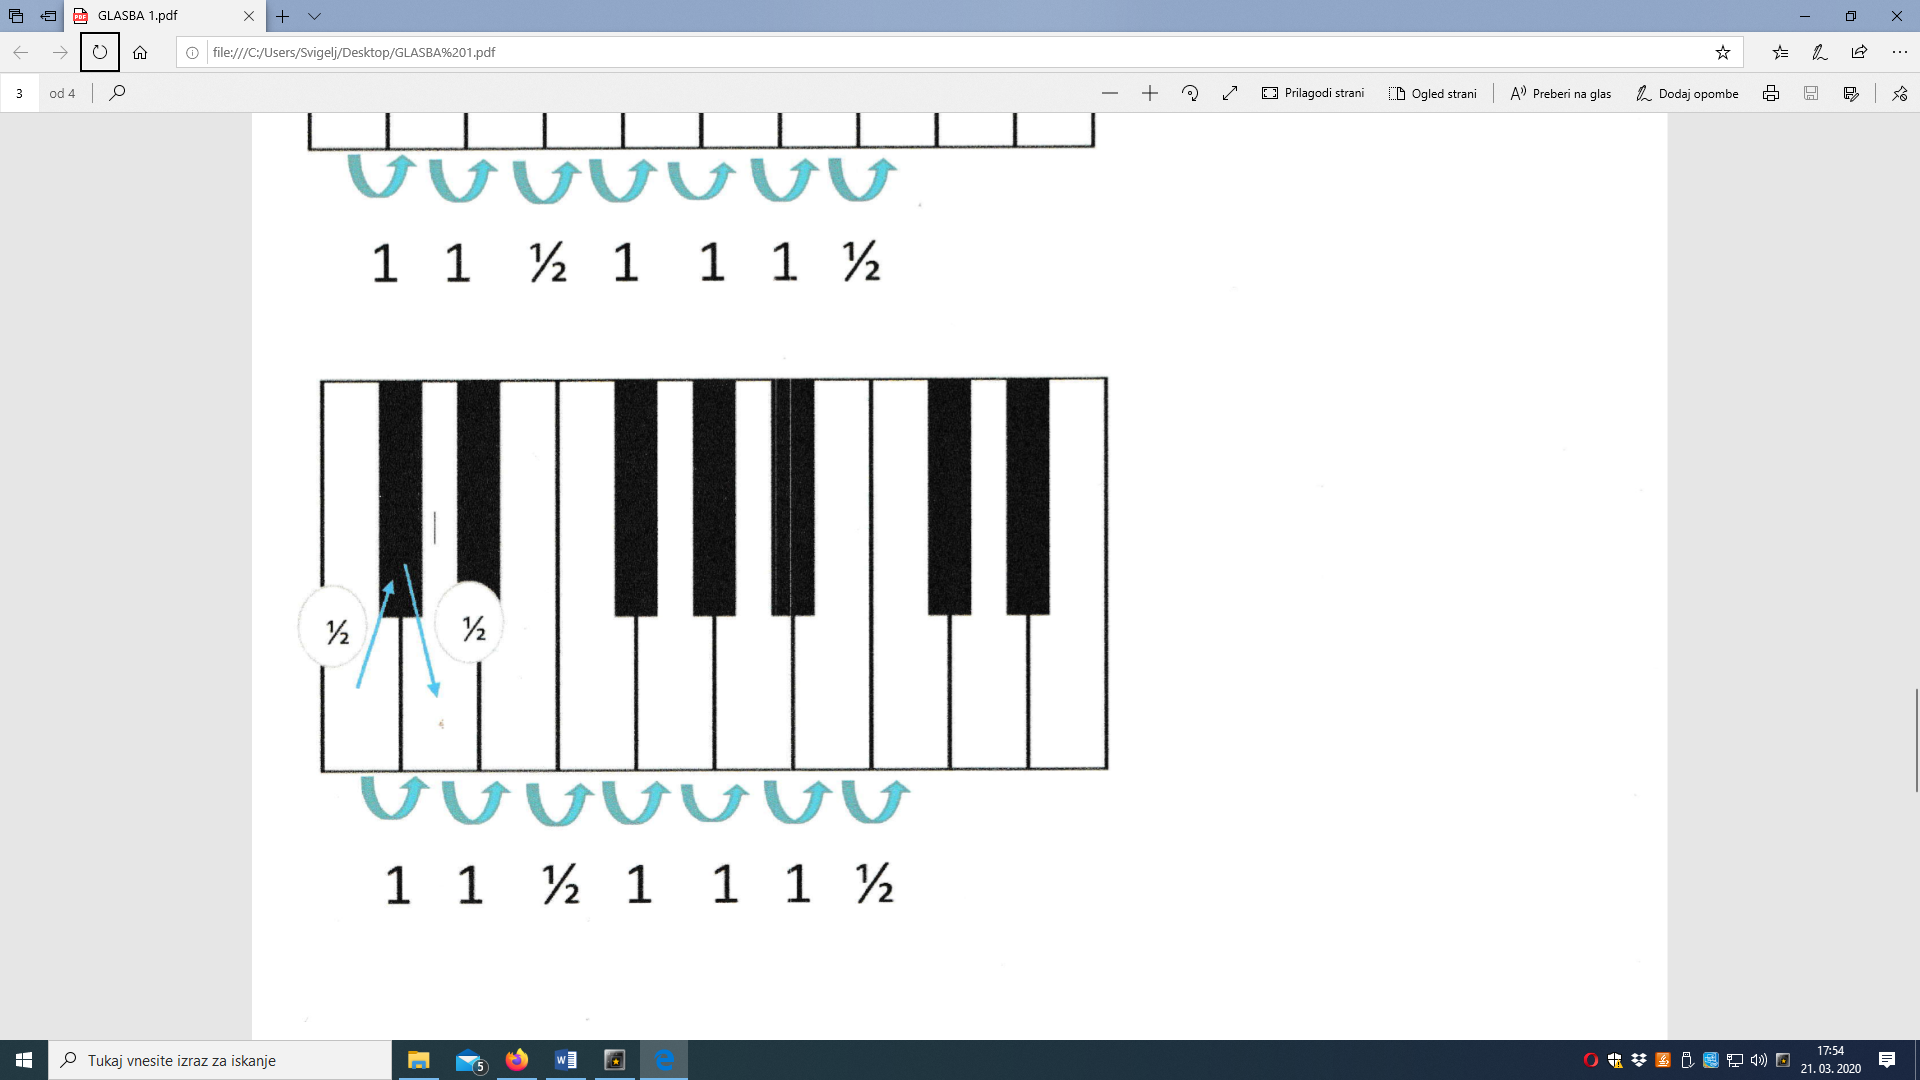 GLASBA 1.pdf
file:///C:/Users/Svigelj/Desktop/GLASBA%201.pdf
3 od 4 Prilagodi strani Ogled strani Preberi na glas Dodaj opombe
1 1 ½ 1 1 1 ½
½ ½
1 1 ½ 1 1 1 ½
Tukaj vnesite izraz za iskanje
5
17:54
21. 03. 2020